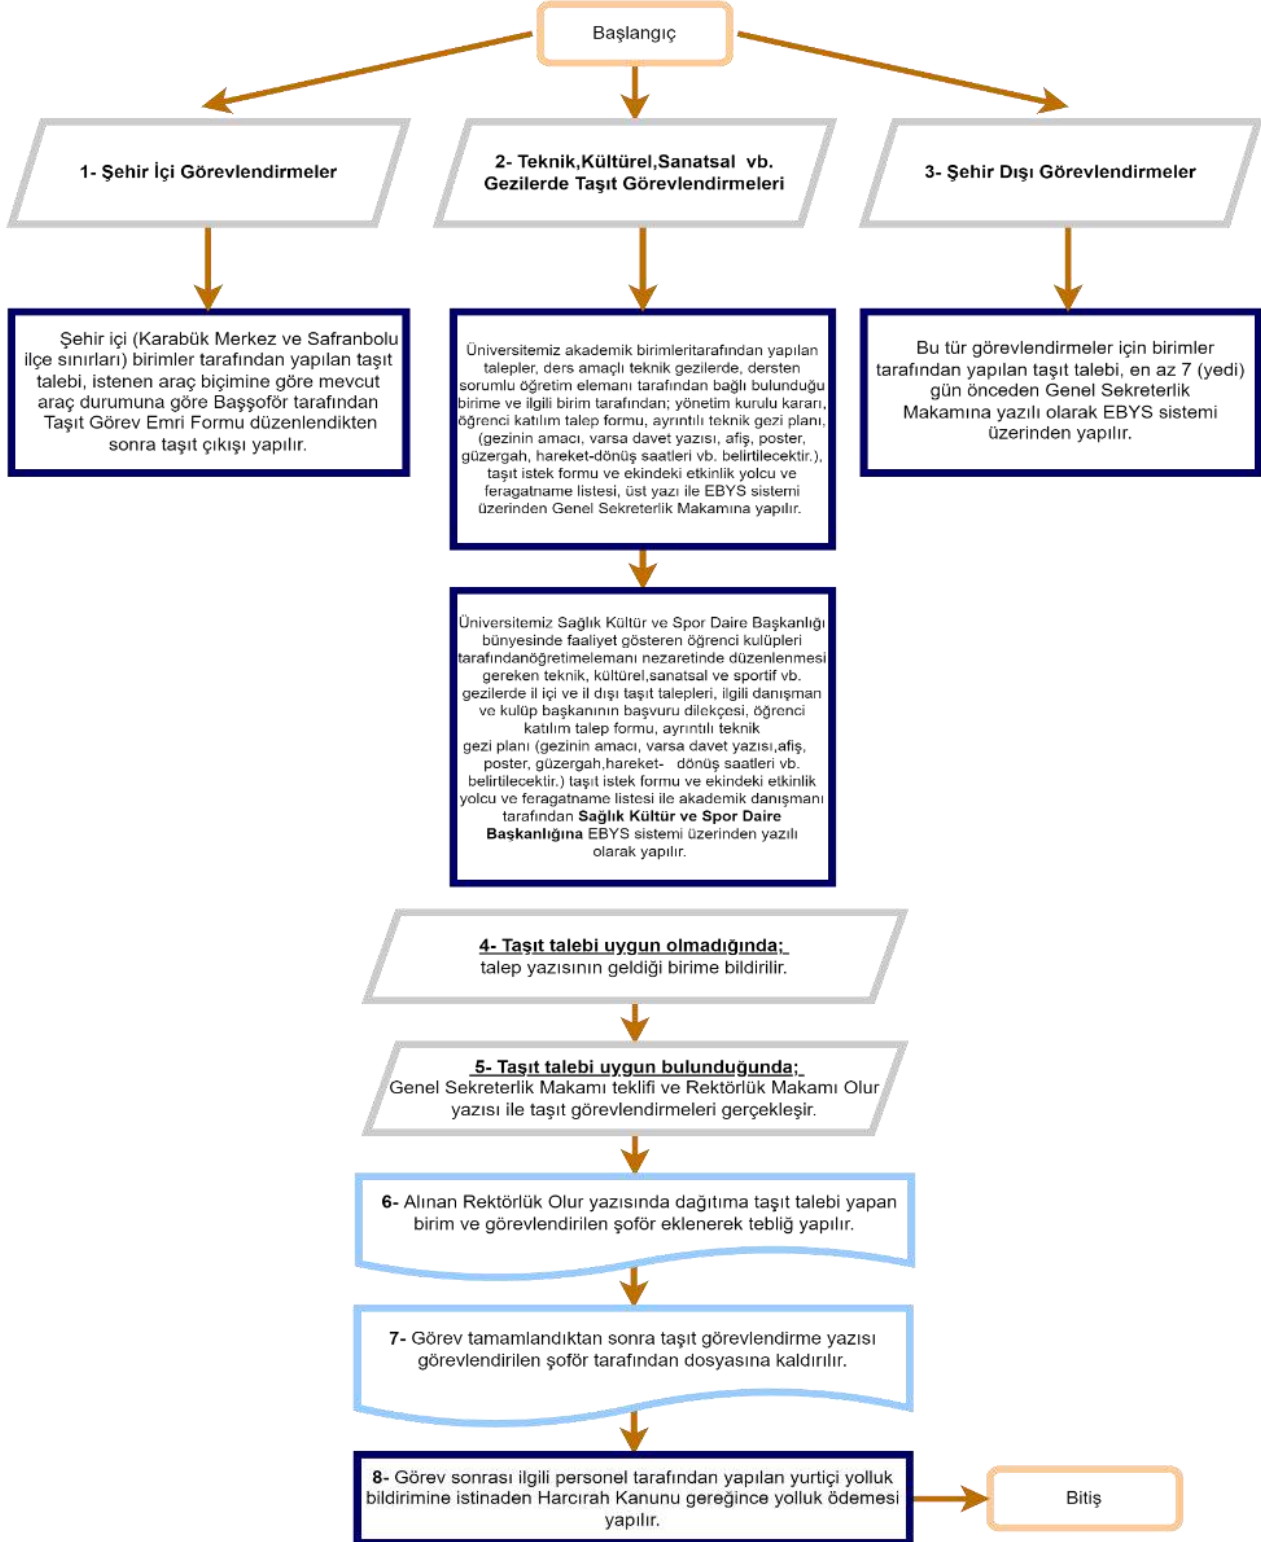 Başlangıç
1- Şehir İçi Görevlendirmeler
2- Teknik,Kültürel,Sanatsal vb.
Gezilerde Taşıt Görevlendirmeleri
3- Şehir Dışı Görevlendirmeler
Şehir içi (Karabük Merkez ve Safranbolu
ilçe sınırları) birimler tarafından yapılan taşıt
talebi, istenen araç biçimine göre mevcut
araç durumuna göre Başşoför tarafından
Taşıt Görev Emri Formu düzenlendikten
sonra taşıt çıkışı yapılır.
Üniversitemiz akademik birimleritarafından yapılan
talepler, ders amaçlı teknik gezilerde, dersten
sorumlu öğretim elemanı tarafından bağlı bulunduğu
birime ve ilgili birim tarafından; yönetim kurulu kararı,
öğrenci katılım talep formu, ayrıntılı teknik gezi planı,
(gezinin amacı, varsa davet yazısı, afiş, poster,
güzergah, hareket-dönüş saatleri vb. belirtilecektir.),
taşıt istek formu ve ekindeki etkinlik yolcu ve
feragatname listesi, üst yazı ile EBYS sistemi
üzerinden Genel Sekreterlik Makamına yapılır.
Bu tür görevlendirmeler için birimler
tarafından yapılan taşıt talebi, en az 7 (yedi)
gün önceden Genel Sekreterlik
Makamına yazılı olarak EBYS sistemi
üzerinden yapılır.
Üniversitemiz Sağlık Kültür ve Spor Daire Başkanlığı
bünyesinde faaliyet gösteren öğrenci kulüpleri
tarafındanöğretimelemanı nezaretinde düzenlenmesi
gereken teknik, kültürel,sanatsal ve sportif vb.
gezilerde il içi ve il dışı taşıt talepleri, ilgili danışman
ve kulüp başkanının başvuru dilekçesi, öğrenci
katılım talep formu, ayrıntılı teknik
gezi planı (gezinin amacı, varsa davet yazısı,afiş,
poster, güzergah,hareket- dönüş saatleri vb.
belirtilecektir.) taşıt istek formu ve ekindeki etkinlik
yolcu ve feragatname listesi ile akademik danışmanı
tarafından Sağlık Kültür ve Spor Daire
Başkanlığına EBYS sistemi üzerinden yazılı
olarak yapılır.
4- Taşıt talebi uygun olmadığında;
talep yazısının geldiği birime bildirilir.
5- Taşıt talebi uygun bulunduğunda;
Genel Sekreterlik Makamı teklifi ve Rektörlük Makamı Olur
yazısı ile taşıt görevlendirmeleri gerçekleşir.
6- Alınan Rektörlük Olur yazısında dağıtıma taşıt talebi yapan
birim ve görevlendirilen şoför eklenerek tebliğ yapılır.
7- Görev tamamlandıktan sonra taşıt görevlendirme yazısı
görevlendirilen şoför tarafından dosyasına kaldırılır.
8- Görev sonrası ilgili personel tarafından yapılan yurtiçi yolluk
bildirimine istinaden Harcırah Kanunu gereğince yolluk ödemesi
yapılır.
Bitiş